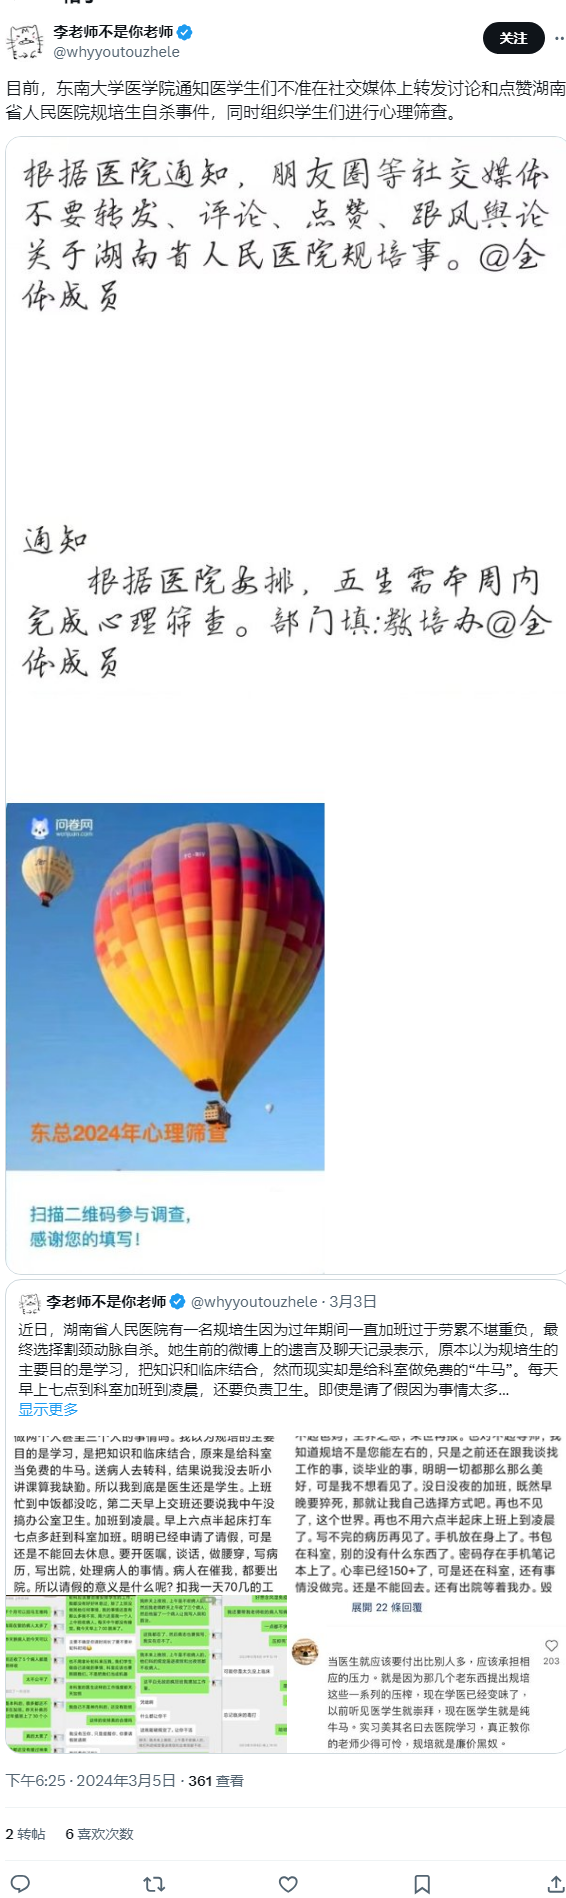 李老师不是你老师
@whyyoutouzhele
关注
目前，东南大学医学院通知医学生们不准在社交媒体上转发讨论和点赞湖南
省人民医院规培生自杀事件，同时组织学生们进行心理筛查。
根据医院通知，朋友圈等社交媒体
不要转发、评论、点赞、跟风舆论
关于湖南省人民医院规培事。@全
体成员
通知
根据医院安排，五生需本周内
完成心理筛查。部门填:教培办@全
体成员
问卷网
wenjuan.com
东总2024年心理筛查
扫描二维码参与调查，
感谢您的填写！
李老师不是你老师 @whyyoutouzhele · 3月3日
近日，湖南省人民医院有一名规培生因为过年期间一直加班过于劳累不堪重负，最
终选择割颈动脉自杀。她生前的微博上的遗言及聊天记录表示，原本以为规培生的
主要目的是学习，把知识和临床结合，然而现实却是给科室做免费的“牛马”。每天
早上七点到科室加班到凌晨，还要负责卫生。即使是请了假因为事情太多...
显示更多
做两个人甚至三个人的事情吗。我以为规培的主要
目的是学习，是把知识和临床结合，原来是给科室
当免费的牛马。送病人去转科，结果说我没去听小
讲课算我缺勤。所以我到底是医生还是学生。上班
忙到中饭都没吃，第二天早上交班还要说我中午没
搞办公室卫生。加班到凌晨。早上六点半起床打车
七点多赶到科室加班。明明已经申请了请假，可是
还是不能回去休息。要开医嘱，谈话，做腰穿，写病
历，写出院，处理病人的事情。病人在催我，都要出
院。所以请假的意义是什么呢？扣我一天70几的工
知道规培不是您能左右的，只是之前还在跟我谈找
工作的事，谈毕业的事，明明一切都那么那么美
好，可是我不想看见了。没日没夜的加班，既然早
晚要猝死，那就让我自己选择方式吧。再也不见
了，这个世界。再也不用六点半起床上班上到凌晨
了。写不完的病历再见了。手机放在身上了。书包
在科室，别的没有什么东西了。密码存在手机笔记
本上了。心率已经150+了，可是还在科室，还有事
情没做完。还是不能回去。还有出院等着我办。毁
展開 22 條回覆
203
当医生就应该要付出比别人多，应该承担相
应的压力。就是因为那几个老东西提出规培
这些一系列的压榨，现在学医已经变味了，
以前听见医学生就崇拜，现在医学生就是纯
牛马。实习美其名曰去医院学习，真正教你
的老师少得可怜，规培就是廉价黑奴。
下午6:25 · 2024年3月5日 · 361 查看
2 转帖 6 喜欢次数